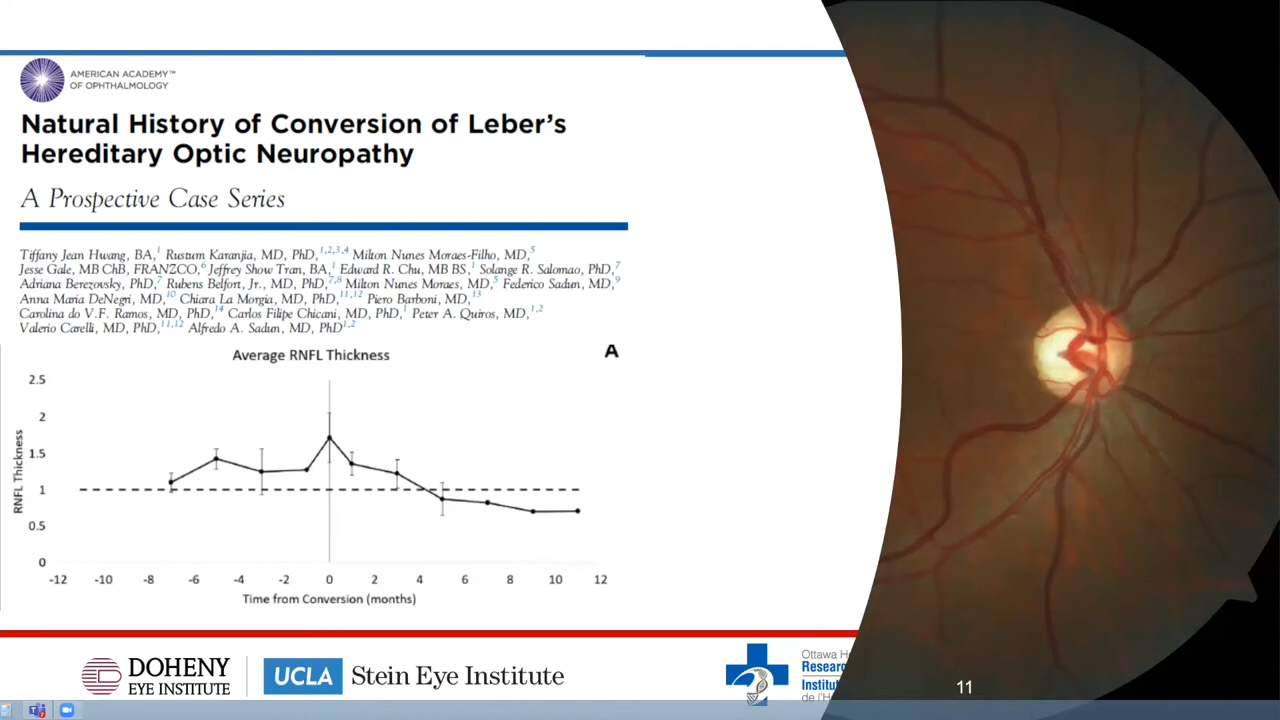 AMERICAN ACADEMY™
OF OPHTHALMOLOGY
Natural History of Conversion of Leber's
Hereditary Optic Neuropathy
A Prospective Case Series
Tiffany Jean Hwang, BA,1 Rustum Karanjia, MD, PhD,1,2,3,4 Milton Nunes Moraes-Filho, MD,5
Jesse Gale, MB ChB, FRANZCO,6 Jeffrey Show Tran, BA,1 Edward R. Chu, MB BS,1 Solange R. Salomao, PhD,7
Adriana Berezovsky, PhD,7 Rubens Belfort, Jr., MD, PhD,7,8 Milton Nunes Moraes, MD,5 Federico Sadun, MD,9
Anna Maria DeNegri, MD,10 Chiara La Morgia, MD, PhD,11,12 Piero Barboni, MD,13
Carolina do V.F. Ramos, MD, PhD,14 Carlos Filipe Chicani, MD, PhD,1 Peter A. Quiros, MD,1,2
Valerio Carelli, MD, PhD,11,12 Alfredo A. Sadun, MD, PhD1,2
Average RNFL Thickness
A
2.5
2
1.5
1
0.5
0
RNFL Thickness
-12 -10 -8 -6 -4 -2 0 2 4 6 8 10 12
Time from Conversion (months)
DOHENY
EYE INSTITUTE
UCLA Stein Eye Institute
Ottawa H
Resear
Institu
de l'H
11